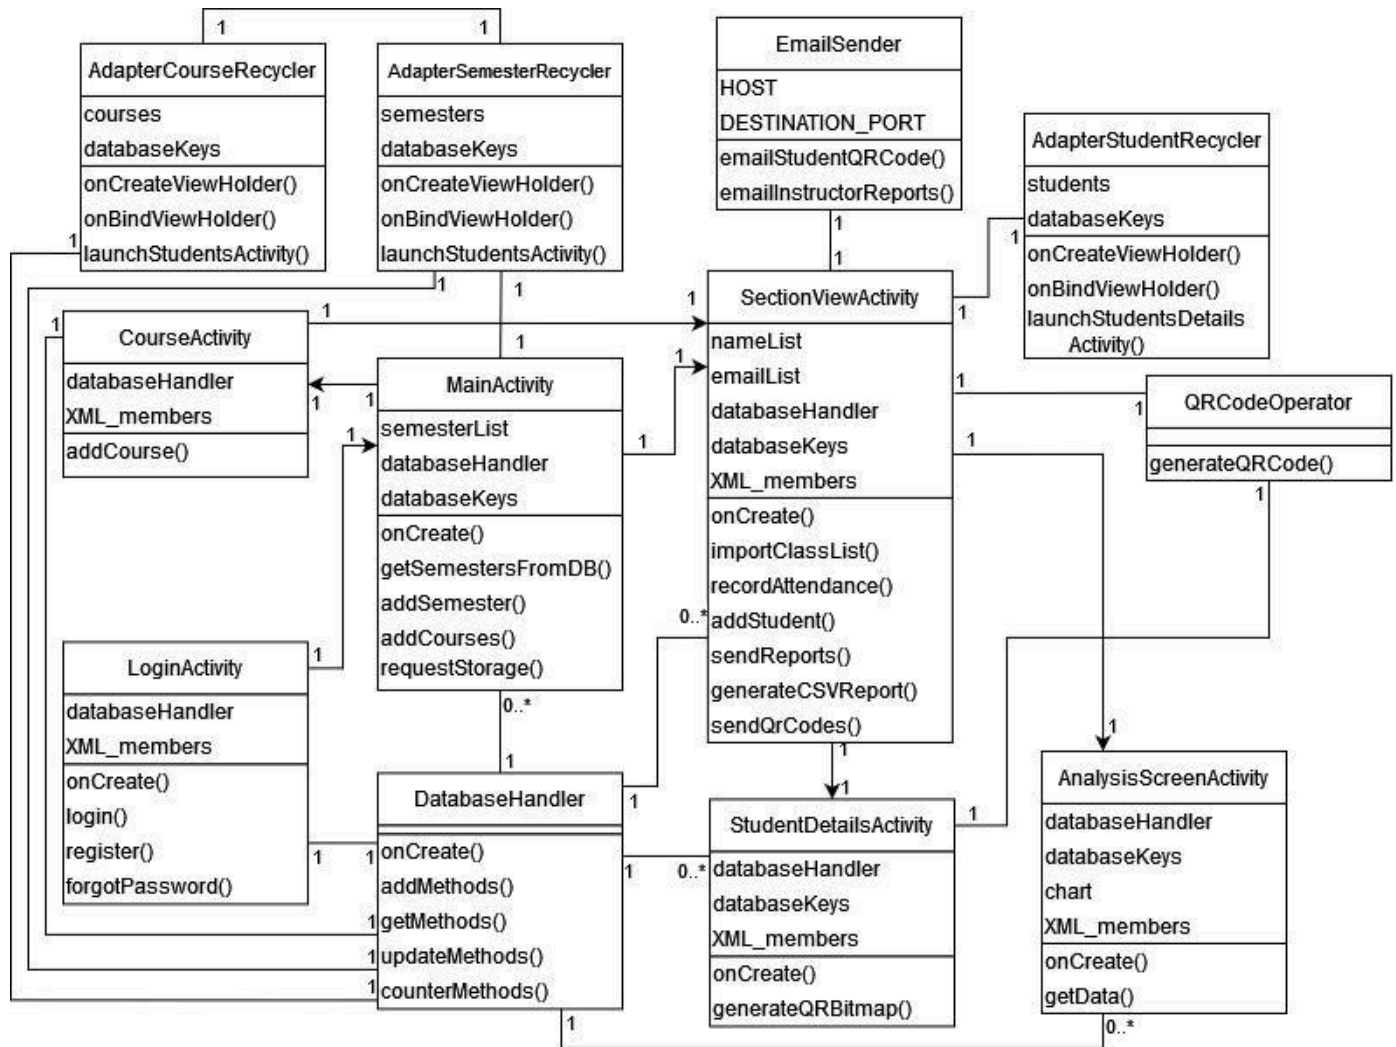 1
1
AdapterCourseRecycler
courses
databaseKeys
onCreateViewHolder()
onBindViewHolder()
launchStudentsActivity()
1
AdapterSemesterRecycler
semesters
databaseKeys
onCreateViewHolder()
onBindViewHolder()
launchStudentsActivity()
1
1
EmailSender
HOST
DESTINATION_PORT
emailStudentQRCode()
emailInstructorReports()
1
1
AdapterStudentRecycler
students
databaseKeys
onCreateViewHolder()
onBindViewHolder()
launchStudentsDetails
Activity()
1
1
CourseActivity
databaseHandler
XML_members
addCourse()
1
1
1
1
1
MainActivity
semesterList
databaseHandler
databaseKeys
onCreate()
getSemestersFromDB()
addSemester()
addCourses()
requestStorage()
1
1
1
1
0..*
1
SectionViewActivity
nameList
emailList
databaseHandler
databaseKeys
XML_members
onCreate()
importClassList()
recordAttendance()
addStudent()
sendReports()
generateCSVReport()
sendQrCodes()
1
1
1
0..*
1
1
QRCodeOperator
generateQRCode()
1
LoginActivity
databaseHandler
XML_members
onCreate()
login()
register()
forgotPassword()
1
1
1
DatabaseHandler
onCreate()
addMethods()
getMethods()
updateMethods()
counterMethods()
1
1
1
1
1
1
0..*
StudentDetailsActivity
databaseHandler
databaseKeys
XML_members
onCreate()
generateQRBitmap()
1
1
1
AnalysisScreenActivity
databaseHandler
databaseKeys
chart
XML_members
onCreate()
getData()
0..*